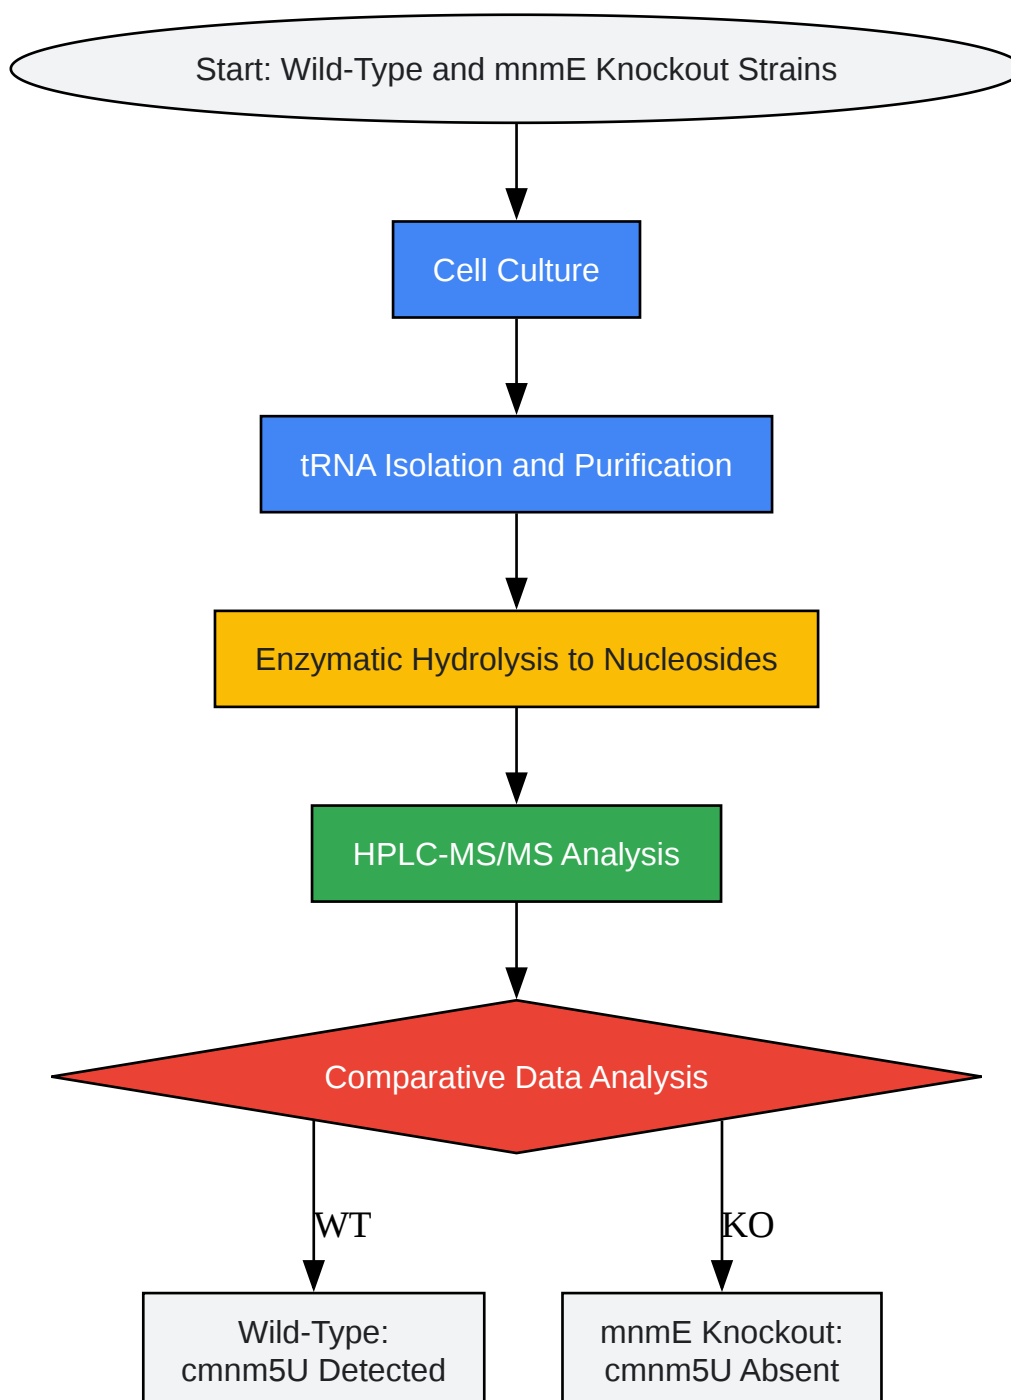 Start: Wild-Type and mnmE Knockout Strains
Cell Culture
tRNA Isolation and Purification
Enzymatic Hydrolysis to Nucleosides
HPLC-MS/MS Analysis
Comparative Data Analysis
WT
KO
Wild-Type:
cmnm5U Detected
mnmE Knockout:
cmnm5U Absent